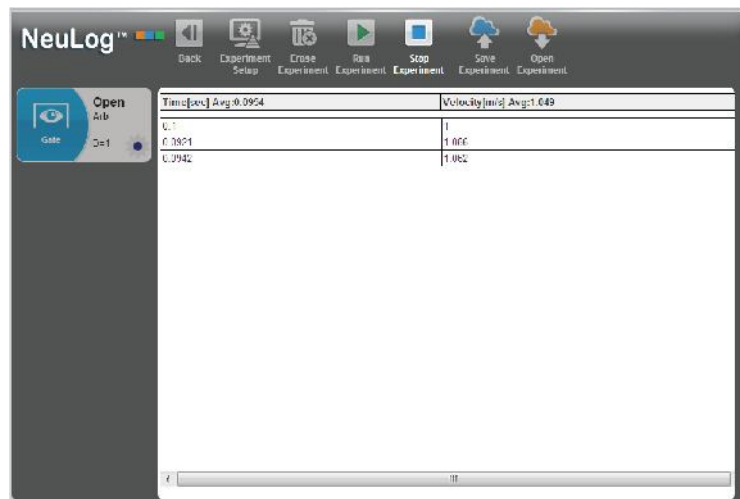 NeuLog™
Back
Experiment Setup
Erase Experiment
Run Experiment
Stop Experiment
Save Experiment
Open Experiment
Open
Arb
Gate
D=1
Time[sec] Avg:0.0954 Velocity[m/s] Avg:1.049
0.1 1
0.0921 1.086
0.0942 1.062